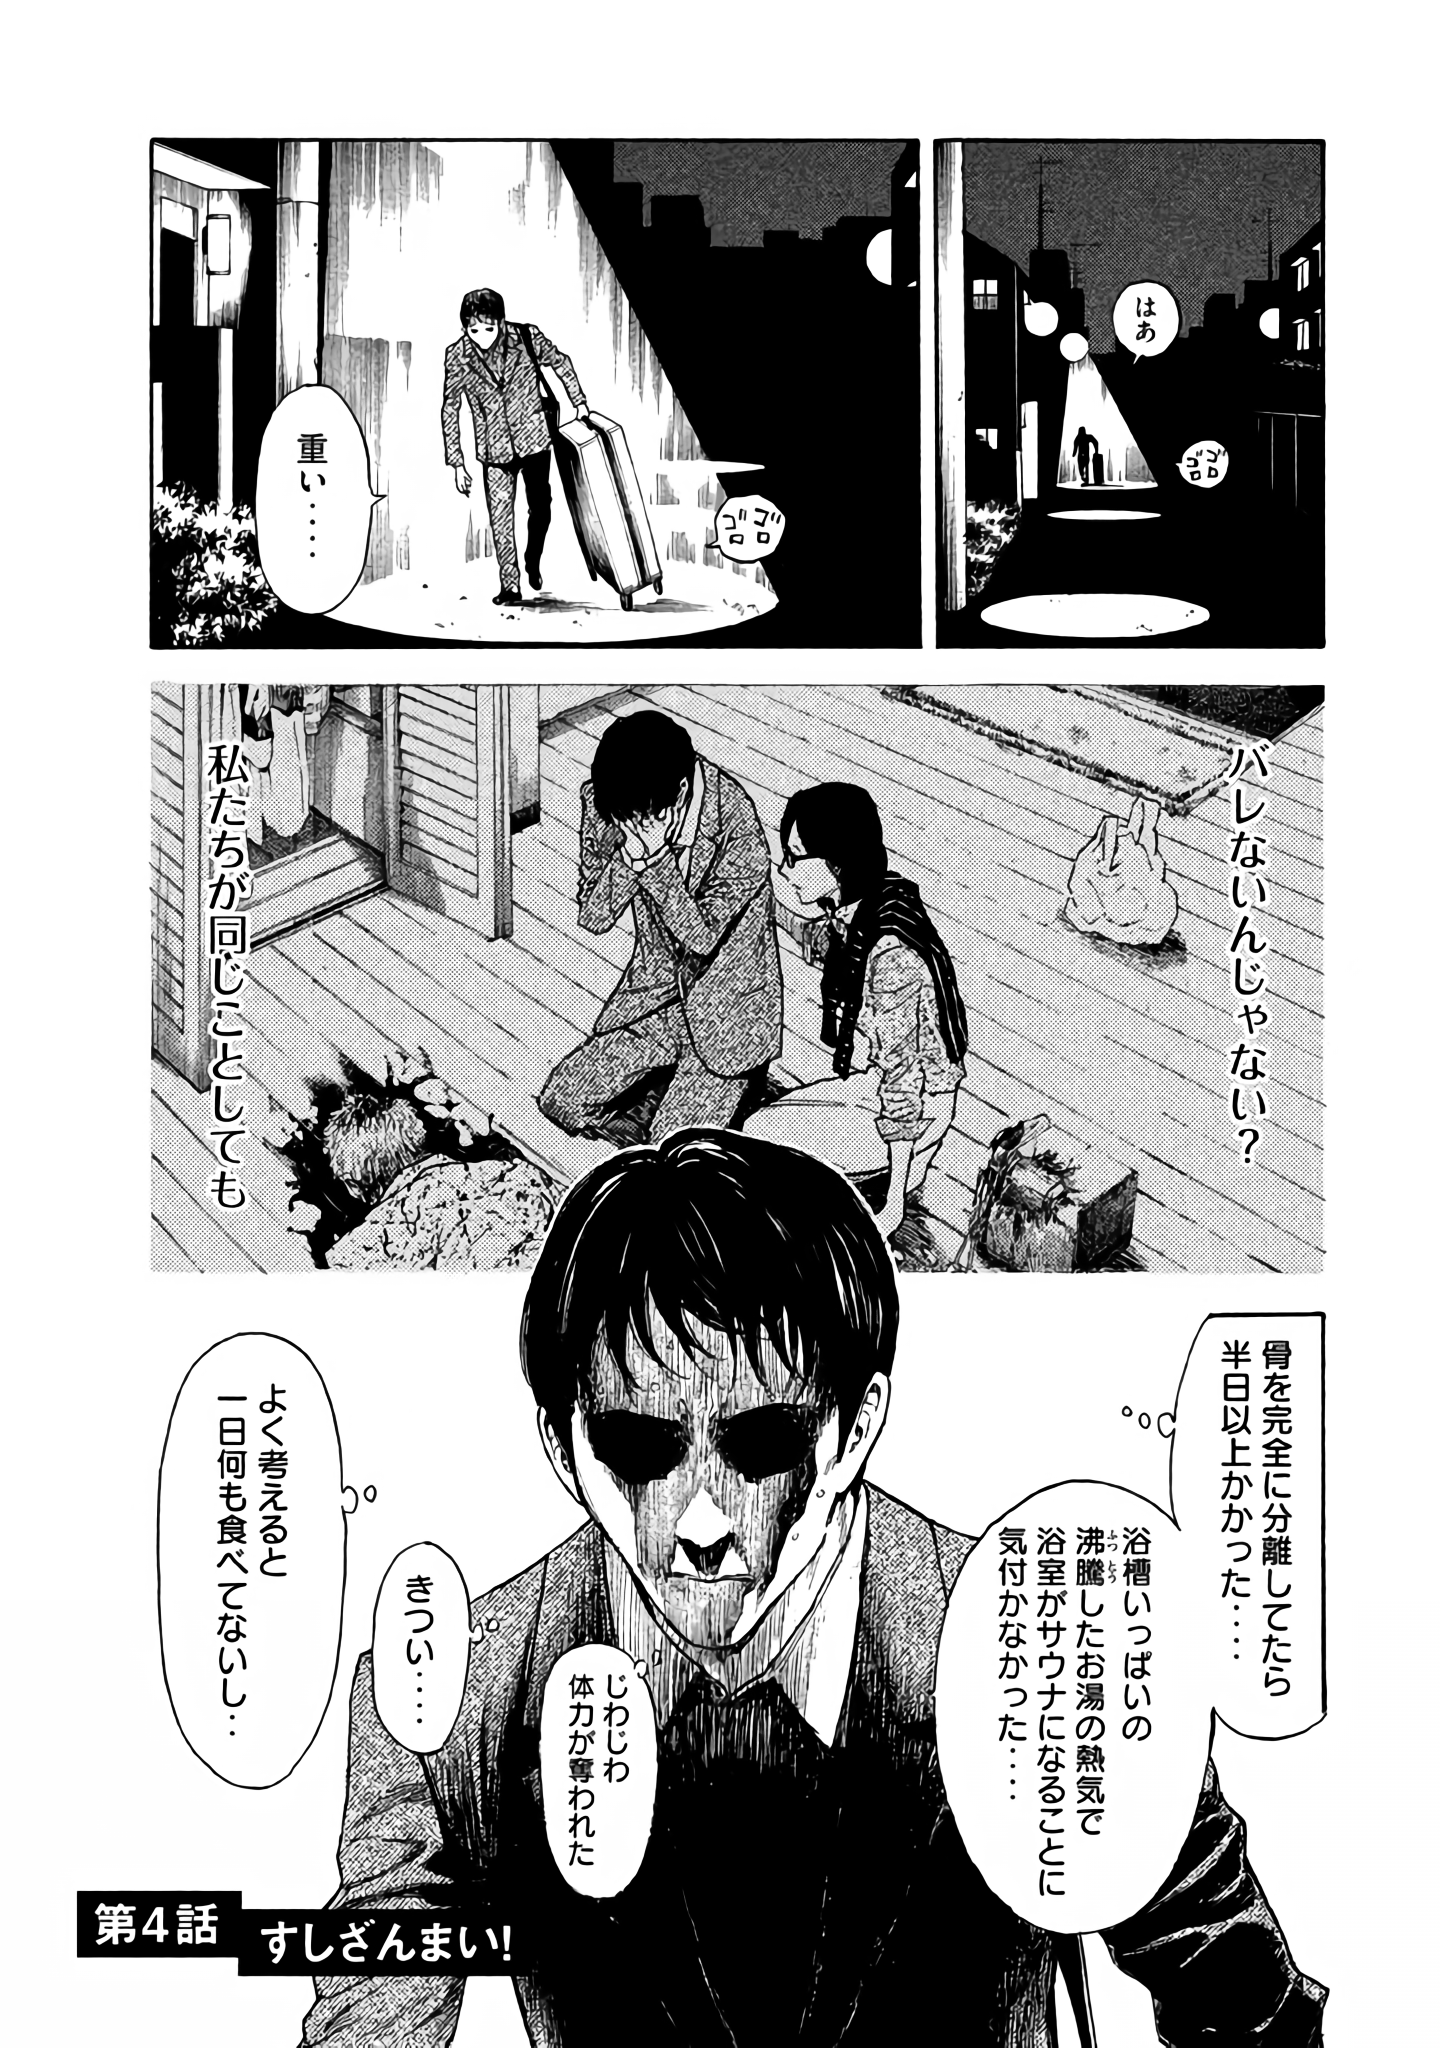 はあ
ゴロ
ゴロ
重い‥‥‥
ゴロ
ゴロ
バレないんじゃない？
私たちが同じことしても
骨を完全に分離してたら
半日以上かかった‥‥
浴槽いっぱいの
沸騰したお湯の熱気で
ふっとう
浴室がサウナになることに
気付かなかった‥‥
じわじわ
体力が奪われた
きつい‥‥
よく考えると
一日何も食べてないし‥
第4話
すしざんまい！